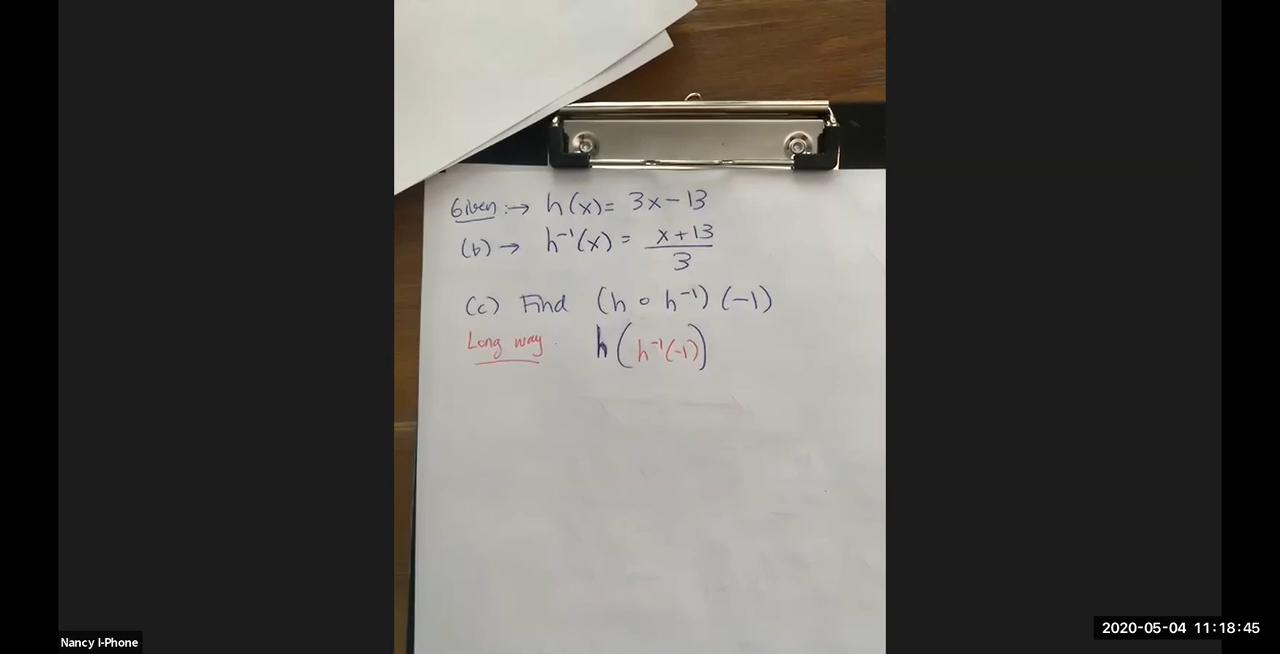 Given :→ h(x) = 3x - 13
(b) → h⁻¹(x) = x + 13 / 3
(c) Find (h ∘ h⁻¹) (-1)
Long way h(h⁻¹(-1))
Nancy I-Phone
2020-05-04 11:18:45